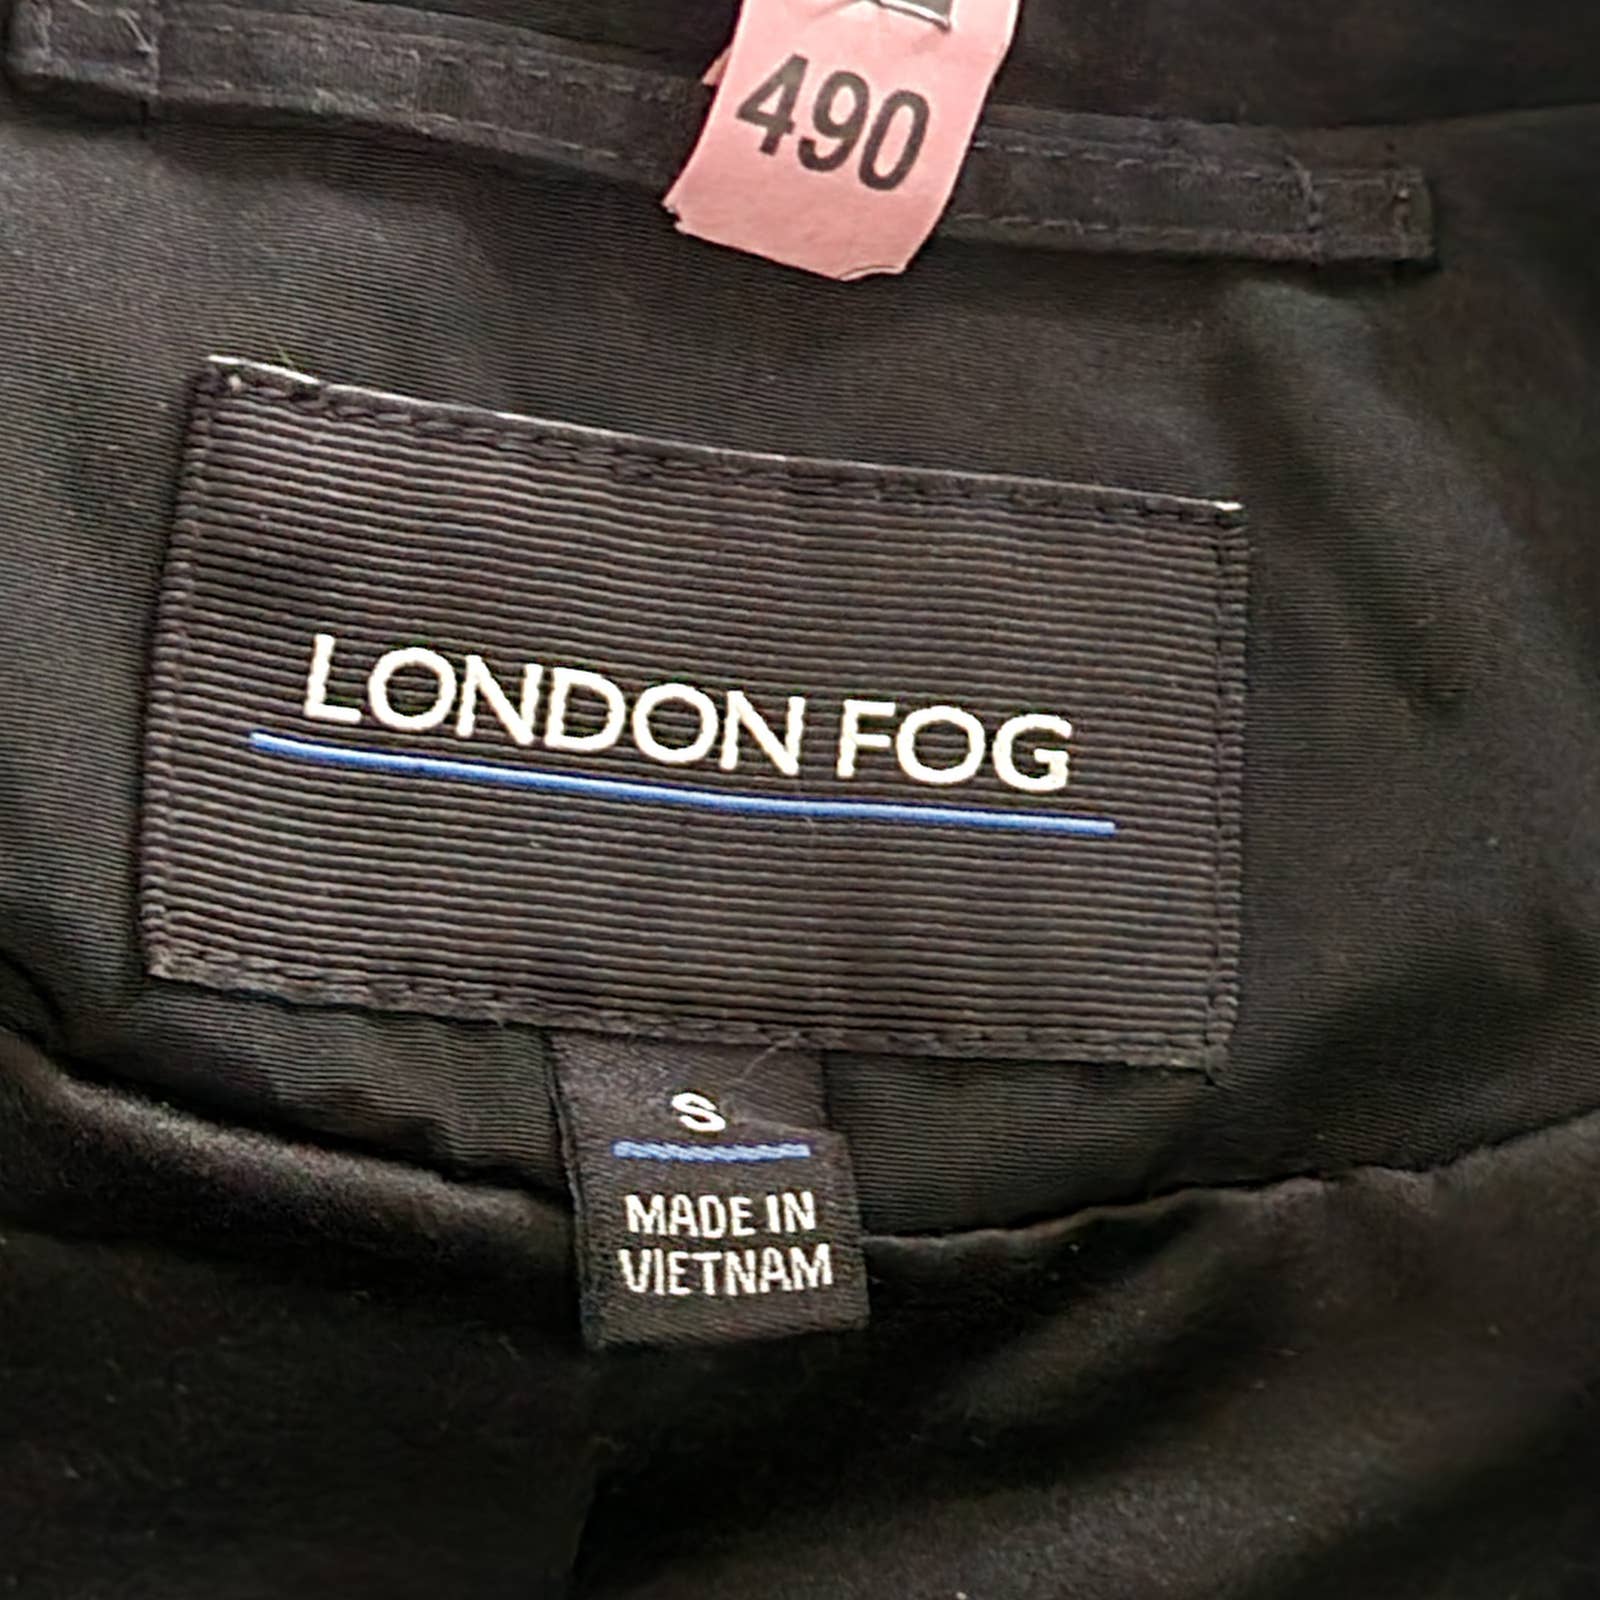 490
LONDON FOG
S
MADE IN
VIETNAM